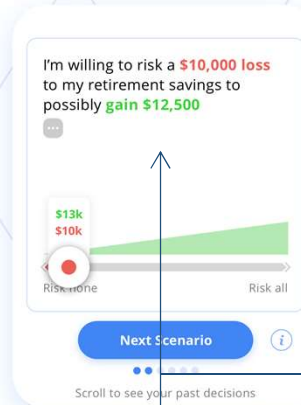 I'm willing to risk a $10,000 loss
to my retirement savings to
possibly gain $12,500
$13k
$10k
Risk none
Risk all
Next Scenario
i
Scroll to see your past decisions